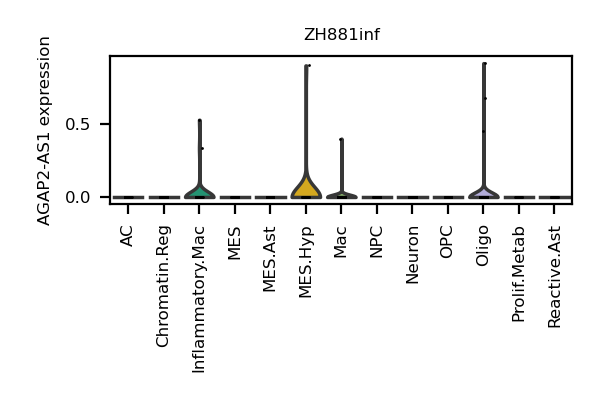 ZH881inf
AGAP2-AS1 expression
0.5
0.0
AC
Chromatin.Reg
Inflammatory.Mac
MES
MES.Ast
MES.Hyp
Mac
NPC
Neuron
OPC
Oligo
Prolif.Metab
Reactive.Ast